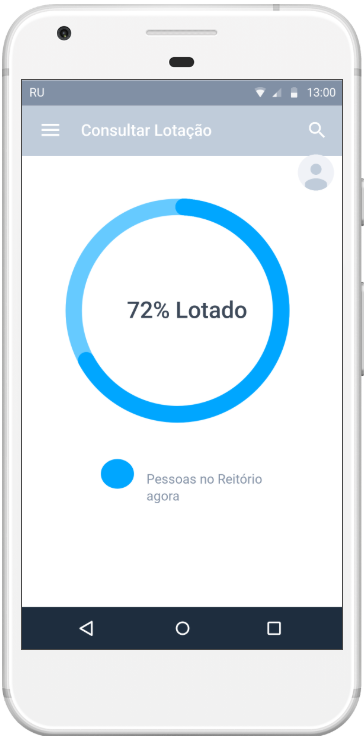 RU 13:00
Consultar Lotação
72% Lotado
Pessoas no Reitório
agora